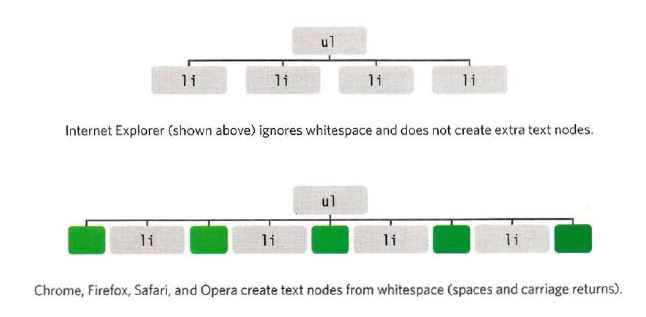 ul
li li li li
Internet Explorer (shown above) ignores whitespace and does not create extra text nodes.
ul
li li li li
Chrome, Firefox, Safari, and Opera create text nodes from whitespace (spaces and carriage returns).